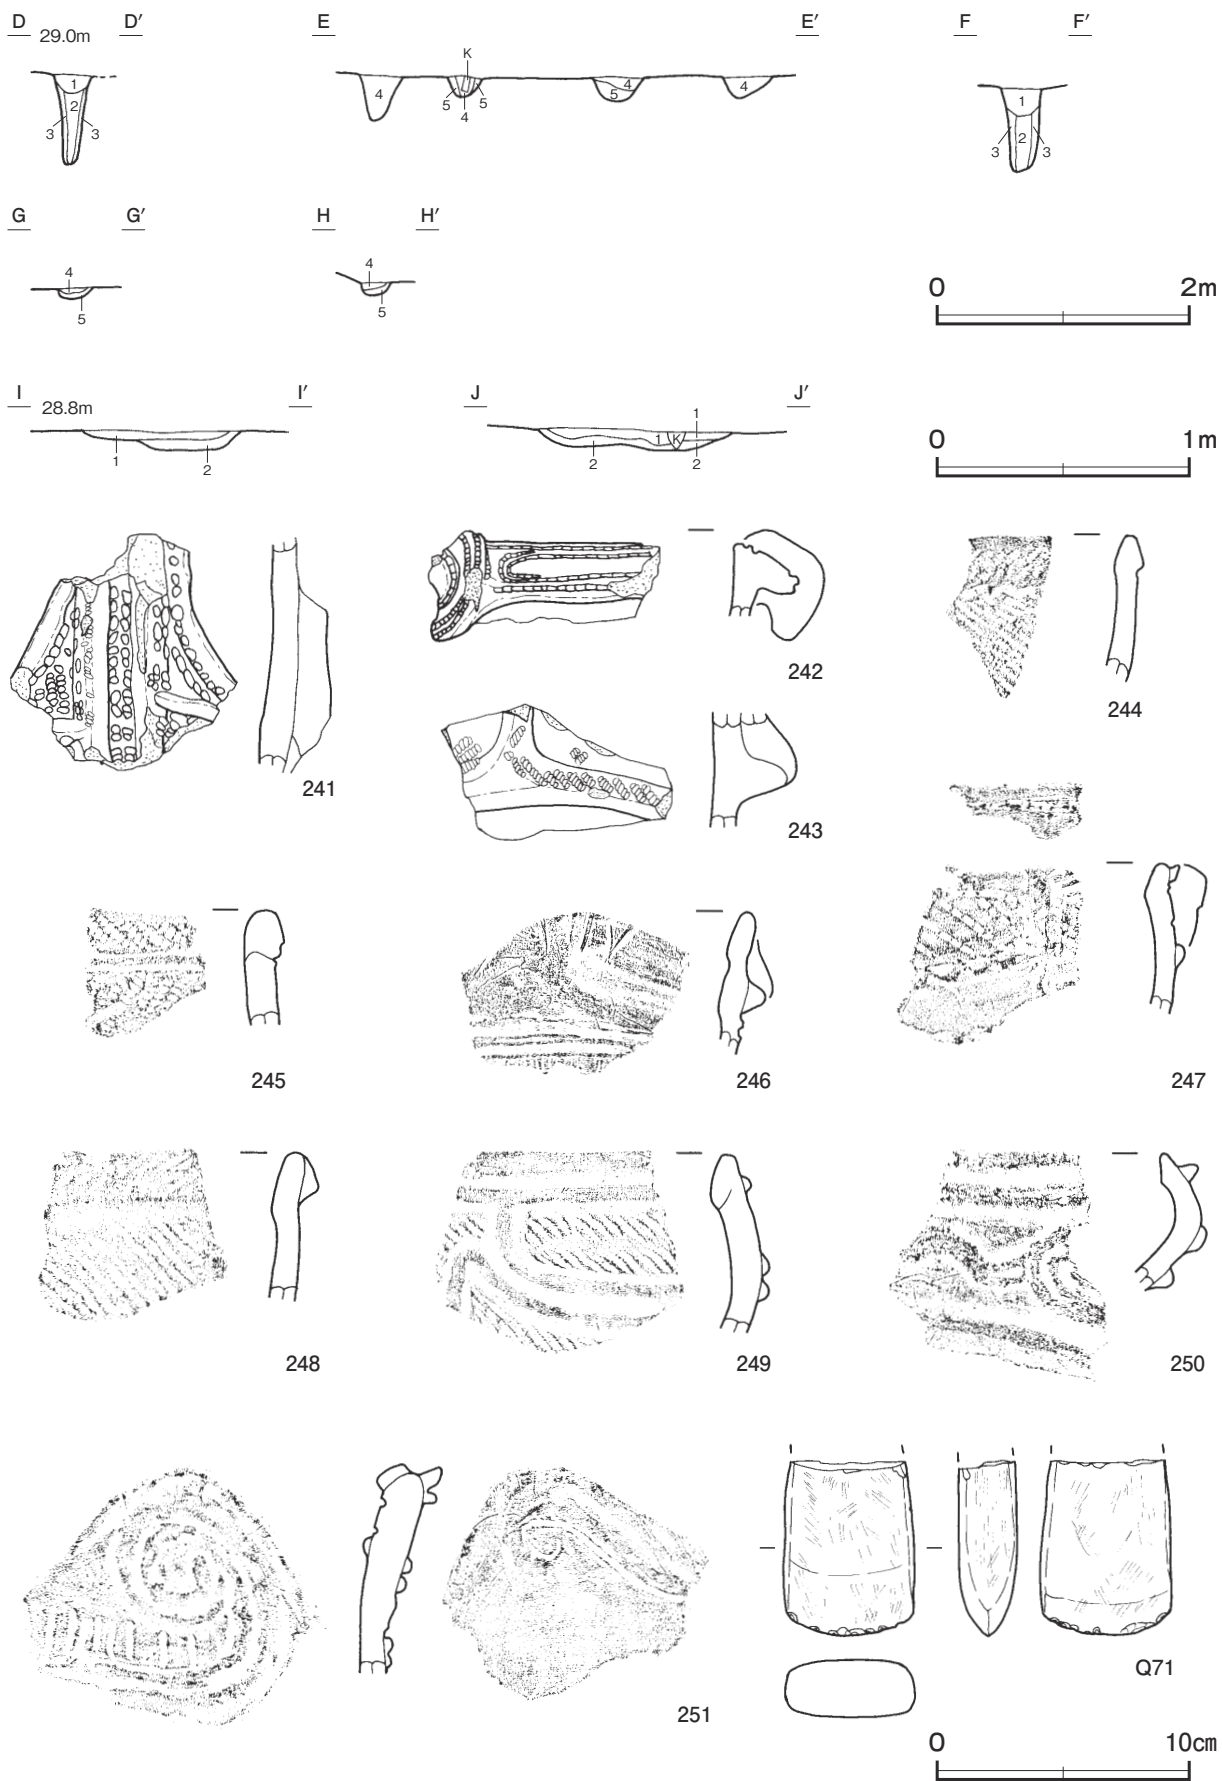 D D′ E E′ F F′
29.0m
K
1 4 4 4 1
2 5 5 5 2
3 3 4 3 3
G G′ H H′
4 4
5 5
0 2m
I I′ J J′
28.8m
1
1 K
1 2 2 2
0 1m
241
242
243
244
245
246
247
248
249
250
251
Q71
0 10cm